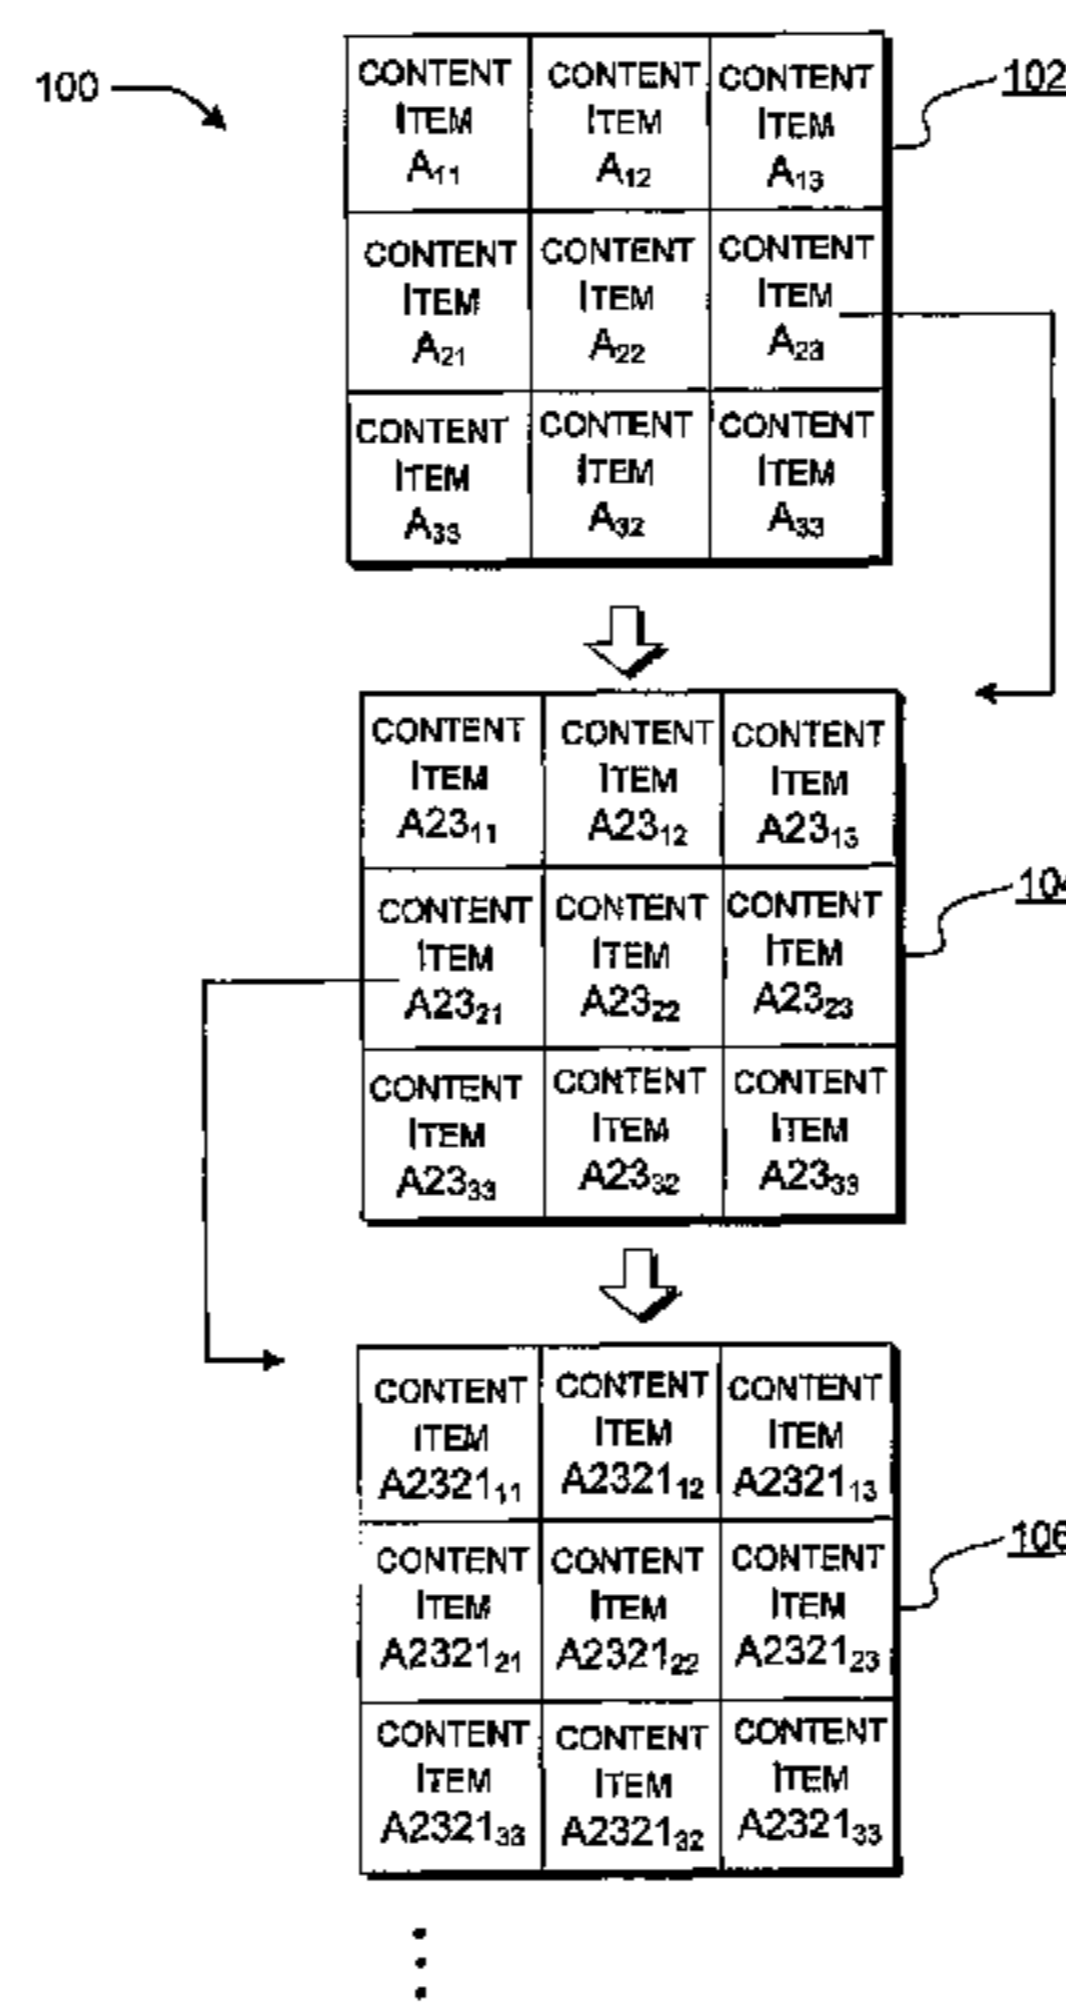 100
CONTENT ITEM A₁₁
CONTENT ITEM A₁₂
CONTENT ITEM A₁₃
102
CONTENT ITEM A₂₁
CONTENT ITEM A₂₂
CONTENT ITEM A₂₃
CONTENT ITEM A₃₃
CONTENT ITEM A₃₂
CONTENT ITEM A₃₃
CONTENT ITEM A23₁₁
CONTENT ITEM A23₁₂
CONTENT ITEM A23₁₃
104
CONTENT ITEM A23₂₁
CONTENT ITEM A23₂₂
CONTENT ITEM A23₂₃
CONTENT ITEM A23₃₃
CONTENT ITEM A23₃₂
CONTENT ITEM A23₃₃
CONTENT ITEM A2321₁₁
CONTENT ITEM A2321₁₂
CONTENT ITEM A2321₁₃
106
CONTENT ITEM A2321₂₁
CONTENT ITEM A2321₂₂
CONTENT ITEM A2321₂₃
CONTENT ITEM A2321₃₃
CONTENT ITEM A2321₃₂
CONTENT ITEM A2321₃₃